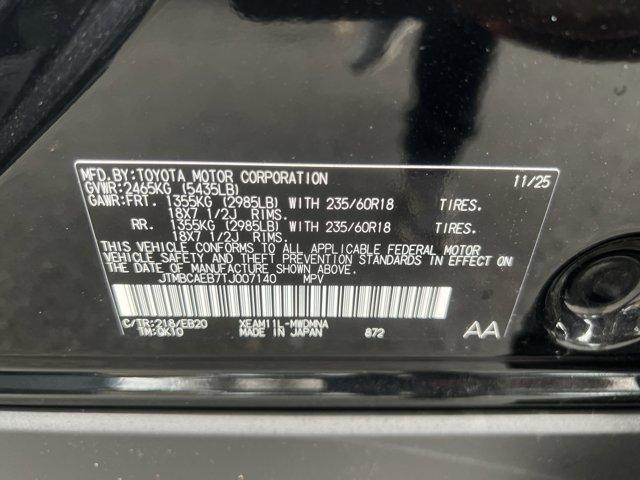 MFD.BY:TOYOTA MOTOR CORPORATION 11/25
GVWR:2465KG (5435LB)
GAWR:FRT. 1355KG (2985LB) WITH 235/60R18 TIRES.
18X7 1/2J RIMS.
RR. 1355KG (2985LB) WITH 235/60R18 TIRES.
18X7 1/2J RIMS.
THIS VEHICLE CONFORMS TO ALL APPLICABLE FEDERAL MOTOR
VEHICLE SAFETY AND THEFT PREVENTION STANDARDS IN EFFECT ON
THE DATE OF MANUFACTURE SHOWN ABOVE.
JTMBCAEB7TJ007140 MPV
C/TR:218/EB20 XEAM11L-MWDMNA
TM:QK1D MADE IN JAPAN 872 AA